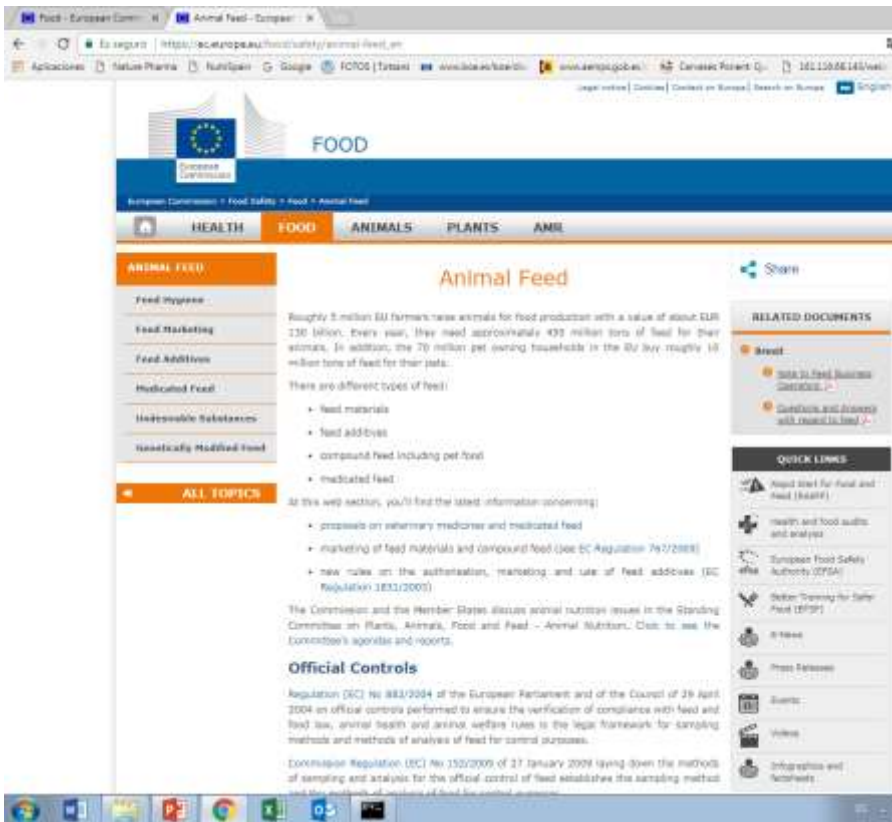 Food - European Comm
Animal Feed - European
Es seguro | https://ec.europa.eu/food/safety/animal-feed_en
Aplicaciones
NaturePharma
NutriSpain
Google
FOTOS | Totani
Legal notice | Cookies | Contact on Europa | Search on Europa
English
FOOD
European
Commission
European Commission > Food Safety > Food > Animal Feed
HEALTH
FOOD
ANIMALS
PLANTS
AMR
ANIMAL FEED
Feed Hygiene
Feed Marketing
Feed Additives
Medicated Feed
Undesirable Substances
Genetically Modified Feed
ALL TOPICS
Animal Feed
Roughly 5 million EU farmers raise animals for food production with a value of about EUR
130 billion. Every year, they need approximately 450 million tons of feed for their
animals. In addition, the 70 million pet owning households in the EU buy roughly 10
million tons of feed for their pets.
There are different types of feed:
• feed materials
• feed additives
• compound feed including pet food
• medicated feed
At this web section, you'll find the latest information concerning:
• proposals on veterinary medicines and medicated feed
• marketing of feed materials and compound feed (see EC Regulation 767/2009)
• new rules on the authorisation, marketing and use of feed additives (EC
Regulation 1831/2003)
The Commission and the Member States discuss animal nutrition issues in the Standing
Committee on Plants, Animals, Food and Feed - Animal Nutrition. Click to see the
Committee's agendas and reports.
Official Controls
Regulation (EC) No 882/2004 of the European Parliament and of the Council of 29 April
2004 on official controls performed to ensure the verification of compliance with feed and
food law, animal health and animal welfare rules is the legal framework for sampling
methods and methods of analysis of feed for control purposes.
Commission Regulation (EC) No 152/2009 of 27 January 2009 laying down the methods
of sampling and analysis for the official control of feed establishes the sampling method
and the methods of analysis of feed for control purposes.
Share
RELATED DOCUMENTS
Brexit
Note to Feed Business
Operators
Questions and Answers
with regard to feed
QUICK LINKS
Rapid Alert for Food and
Feed (RASFF)
Health and food audits
and analysis
European Food Safety
Authority (EFSA)
Better Training for Safer
Food (BTSF)
E-News
Press Releases
Events
Videos
Infographics and
factsheets